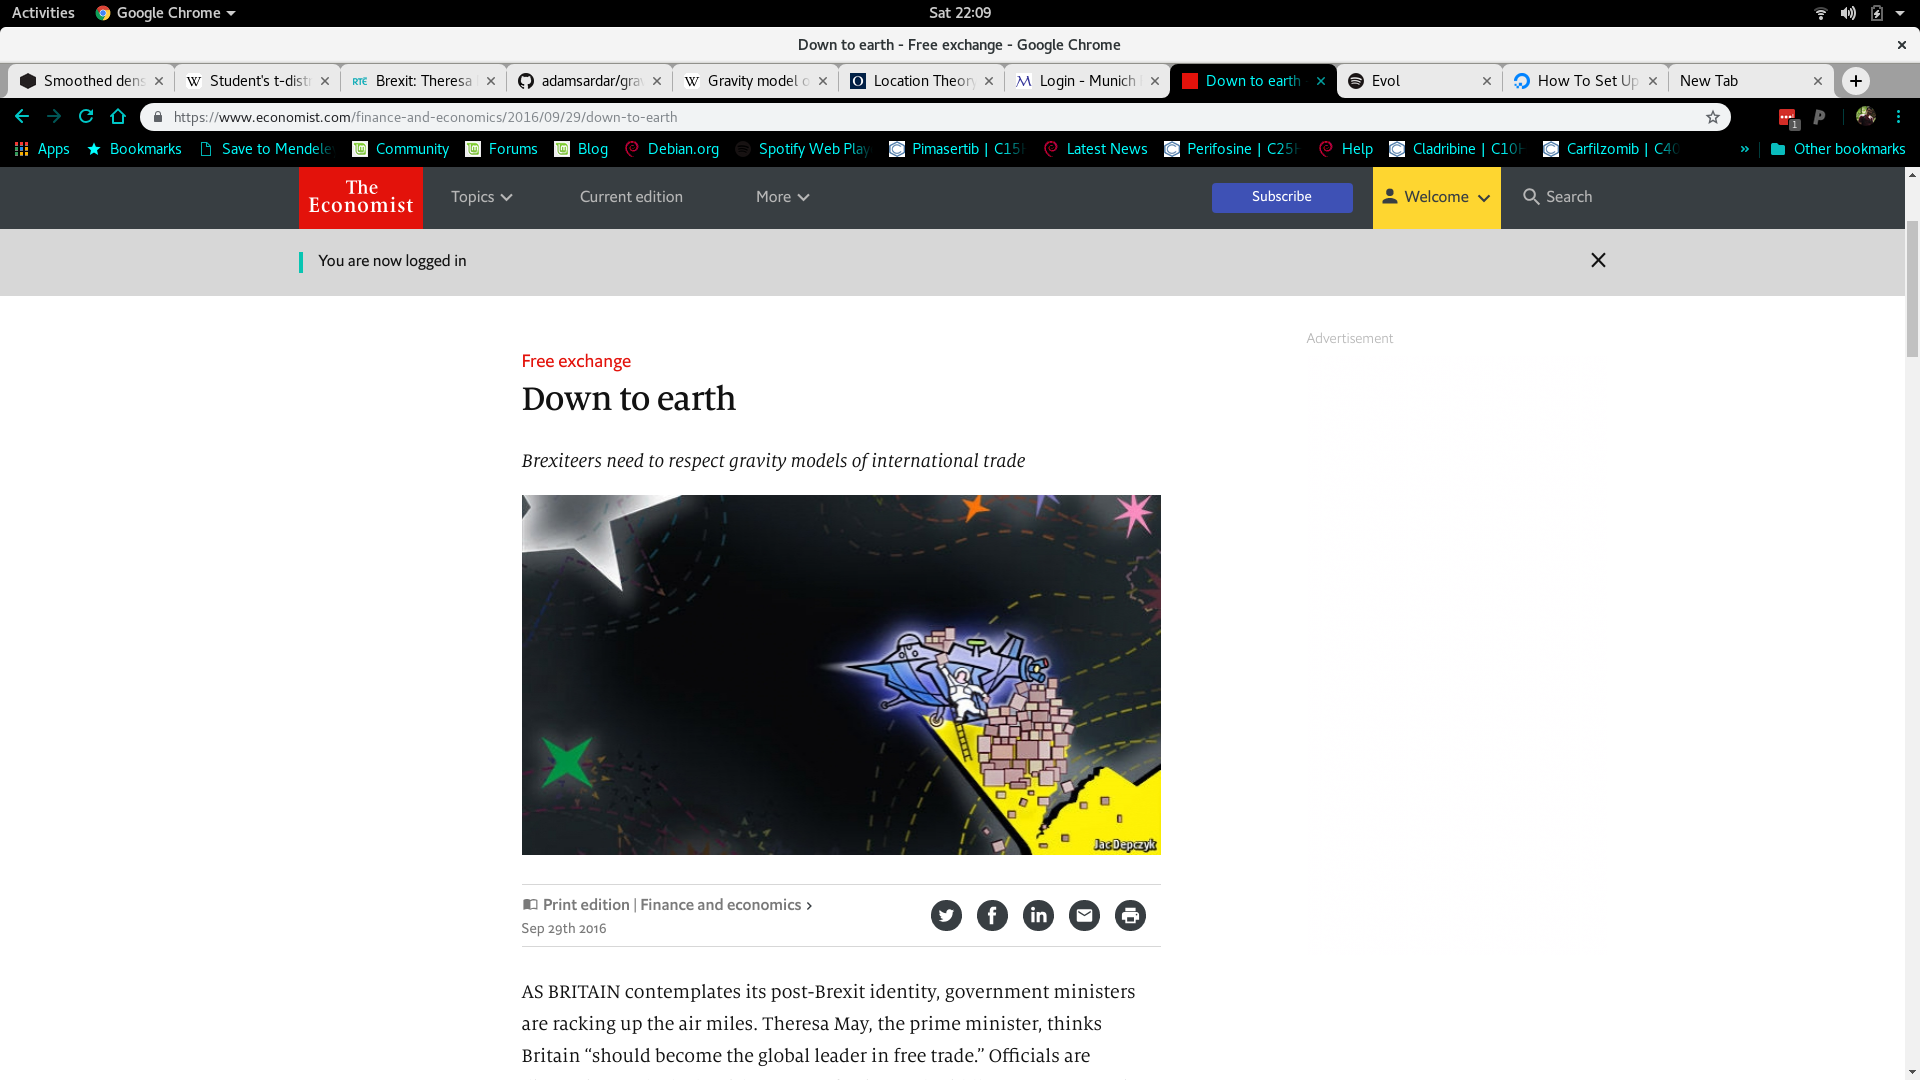 Activities
Google Chrome
Sat 22:09
Down to earth - Free exchange - Google Chrome
Smoothed dens
Student's t-dist
Brexit: Theresa
adamsardar/gra
Gravity model o
Location Theory
Login - Munich
Down to earth
Evol
How To Set Up
New Tab
https://www.economist.com/finance-and-economics/2016/09/29/down-to-earth
1
Apps
Bookmarks
Save to Mendele
Community
Forums
Blog
Debian.org
Spotify Web Play
Pimasertib | C15
Latest News
Perifosine | C25H
Help
Cladribine | C10H
Carfilzomib | C40
»
Other bookmarks
The
Economist
Topics
Current edition
More
Subscribe
Welcome
Search
You are now logged in
Advertisement
Free exchange
Down to earth
Brexiteers need to respect gravity models of international trade
Jac Depczyk
Print edition | Finance and economics
Sep 29th 2016
AS BRITAIN contemplates its post-Brexit identity, government ministers
are racking up the air miles. Theresa May, the prime minister, thinks
Britain “should become the global leader in free trade.” Officials are